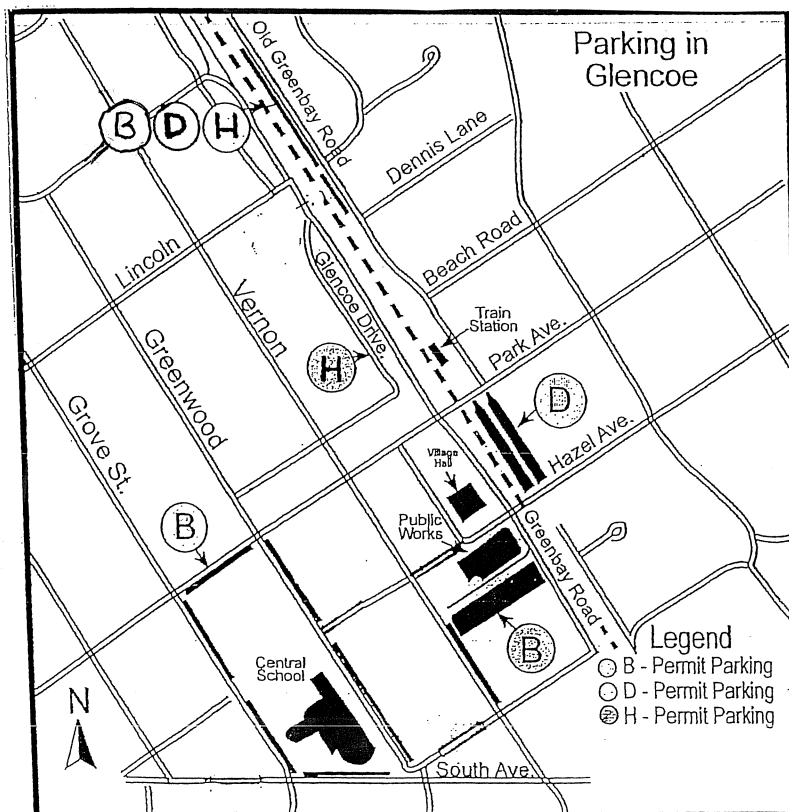 Parking in
Glencoe
Old Greenbay Road
B D H
Dennis Lane
Lincoln
Beach Road
Vernon
Glencoe Drive.
Train
Station
Park Ave.
Greenwood
H
D
Grove St.
Hazel Ave.
Village
Hall
B
Public
Works
Greenbay Road
B
Central
School
Legend
B - Permit Parking
D - Permit Parking
H - Permit Parking
N
South Ave.